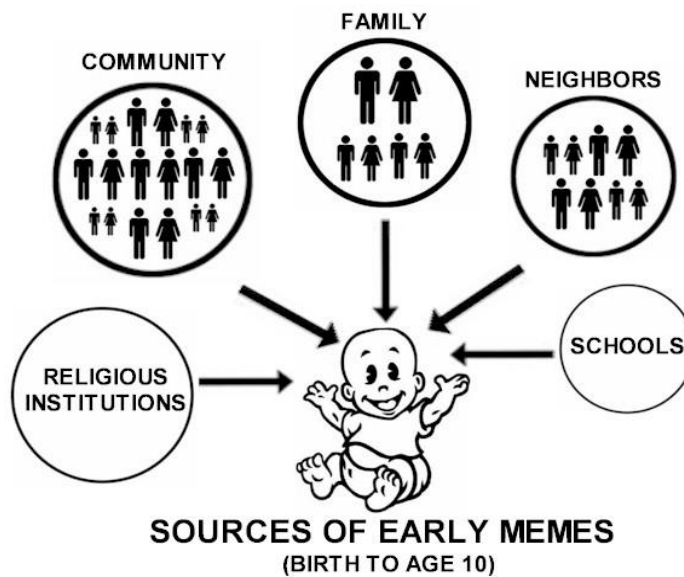 FAMILY
COMMUNITY
NEIGHBORS
RELIGIOUS
INSTITUTIONS
SCHOOLS
SOURCES OF EARLY MEMES
(BIRTH TO AGE 10)